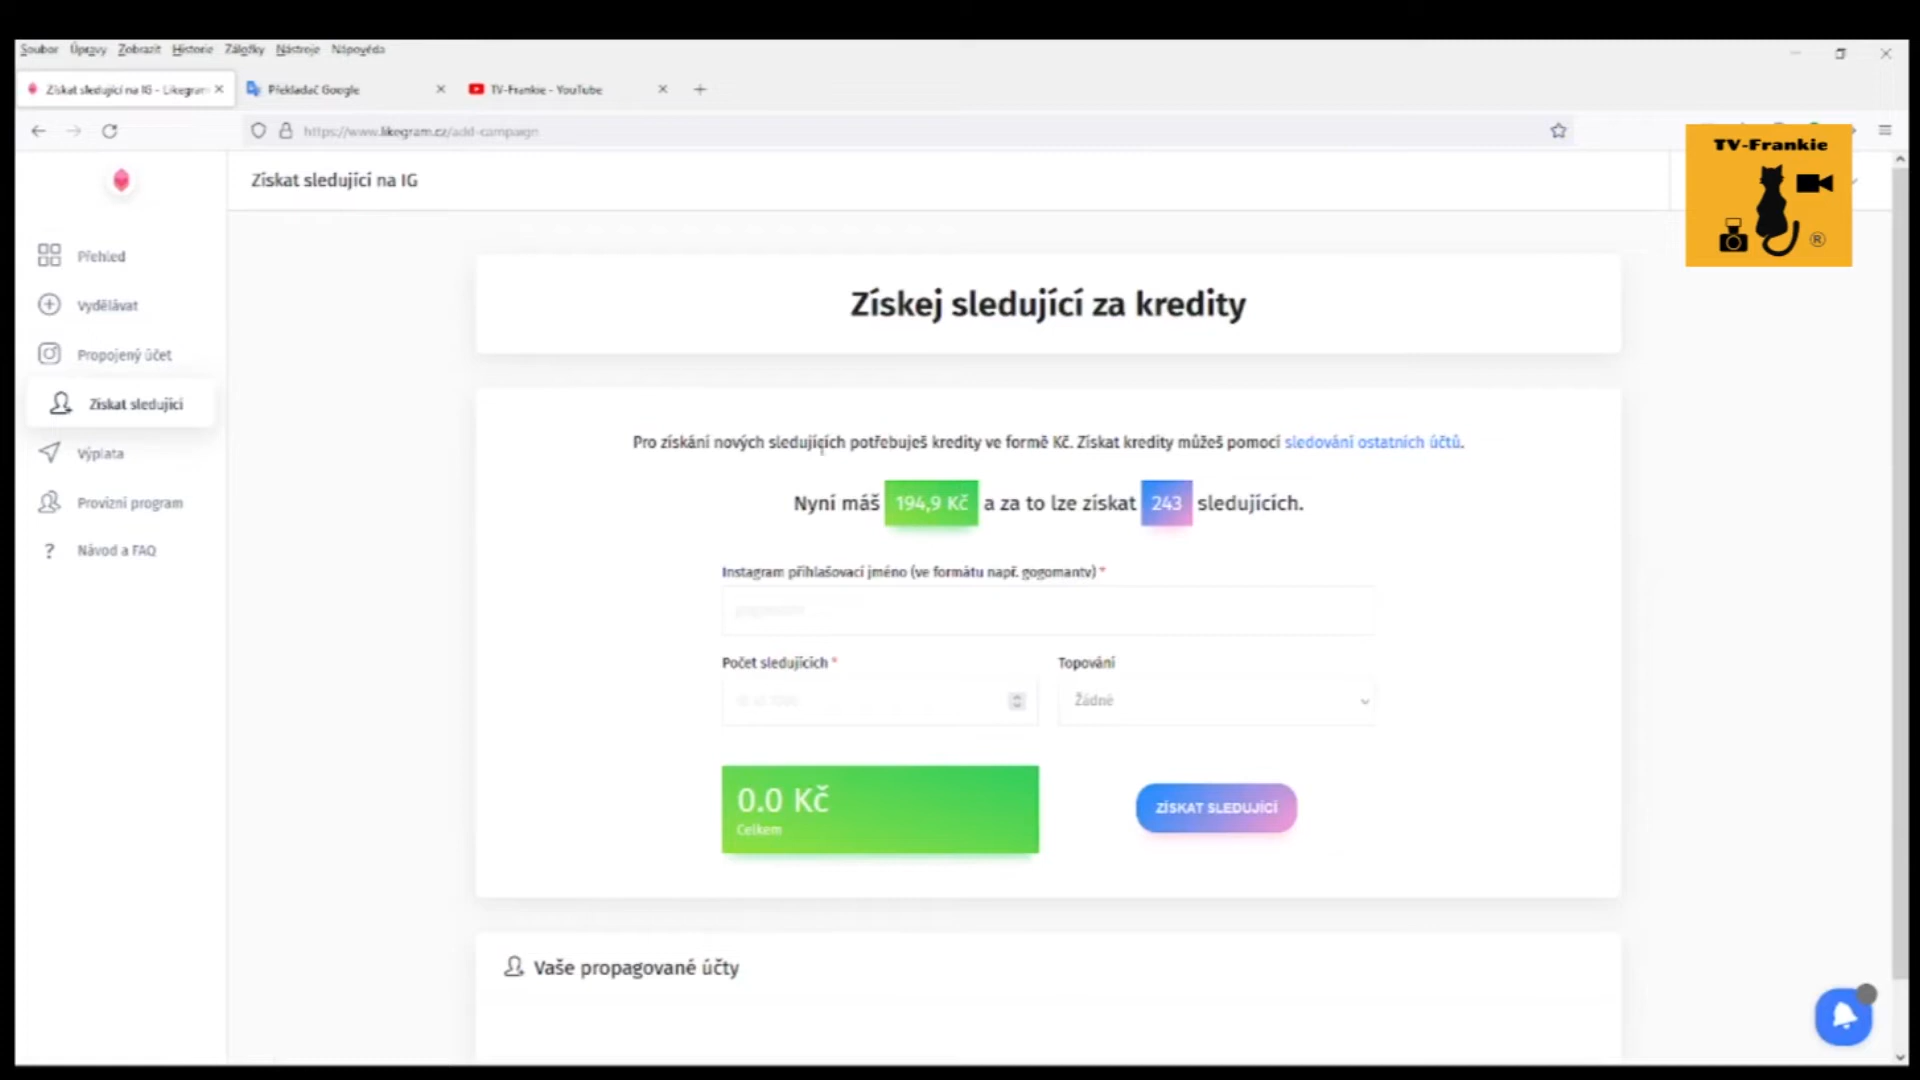 Soubor Úpravy Zobrazit Historie Záložky Nástroje Nápověda
Získat sledující na IG - Likegram
Překladač Google
TV-Frankie - YouTube
https://www.likegram.cz/add-campaign
TV-Frankie
®
Získat sledující na IG
Přehled
Vydělávat
Propojený účet
Získat sledující
Výplata
Provizní program
? Návod a FAQ
Získej sledující za kredity
Pro získání nových sledujících potřebuješ kredity ve formě Kč. Získat kredity můžeš pomocí sledování ostatních účtů.
Nyní máš 194,9 Kč a za to lze získat 243 sledujících.
Instagram přihlašovací jméno (ve formátu např. gogomantv) *
Počet sledujících *
Topování
Žádné
0.0 Kč
Celkem
ZÍSKAT SLEDUJÍCÍ
Vaše propagované účty